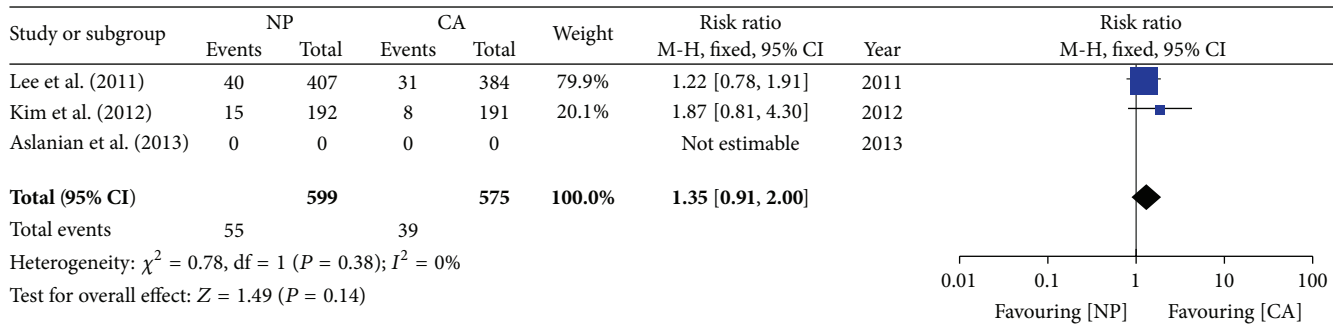 Study or subgroup NP CA Weight Risk ratio Year Risk ratio
Events Total Events Total M-H, fixed, 95% CI M-H, fixed, 95% CI
Lee et al. (2011) 40 407 31 384 79.9% 1.22 [0.78, 1.91] 2011
Kim et al. (2012) 15 192 8 191 20.1% 1.87 [0.81, 4.30] 2012
Aslanian et al. (2013) 0 0 0 0 Not estimable 2013
Total (95% CI) 599 575 100.0% 1.35 [0.91, 2.00]
Total events 55 39
Heterogeneity: χ² = 0.78, df = 1 (P = 0.38); I² = 0%
Test for overall effect: Z = 1.49 (P = 0.14)
0.01 0.1 1 10 100
Favouring [NP] Favouring [CA]